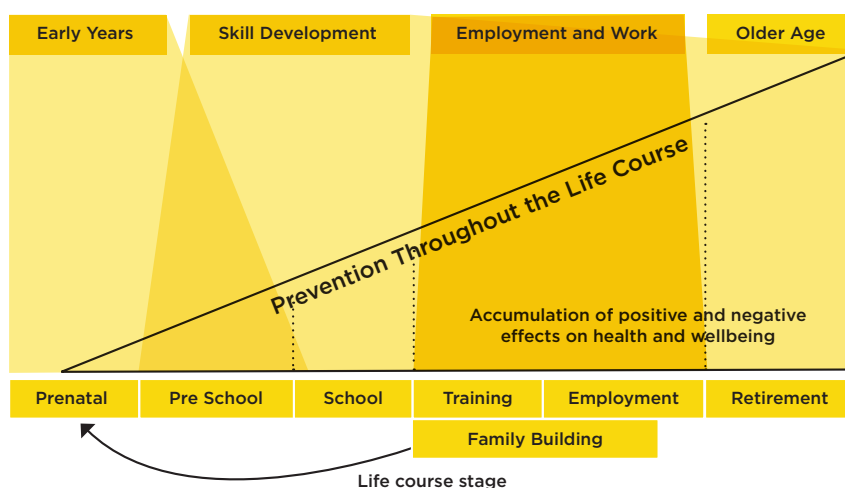 Early Years
Skill Development
Employment and Work
Older Age
Prevention Throughout the Life Course
Accumulation of positive and negative
effects on health and wellbeing
Prenatal
Pre School
School
Training
Employment
Retirement
Family Building
Life course stage